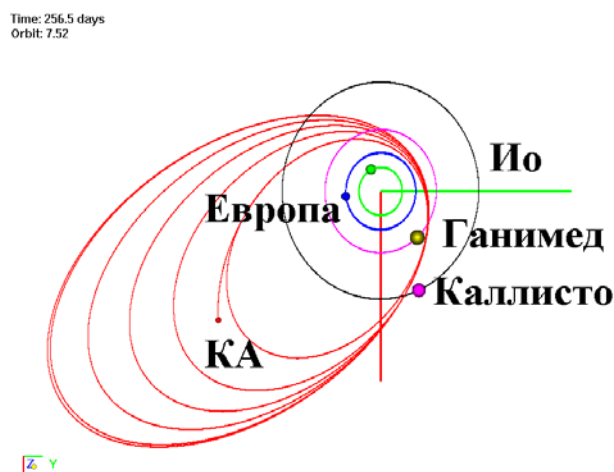 Time: 256.5 days
Orbit: 7.52
Ио
Европа
Ганимед
Каллисто
КА
Z Y